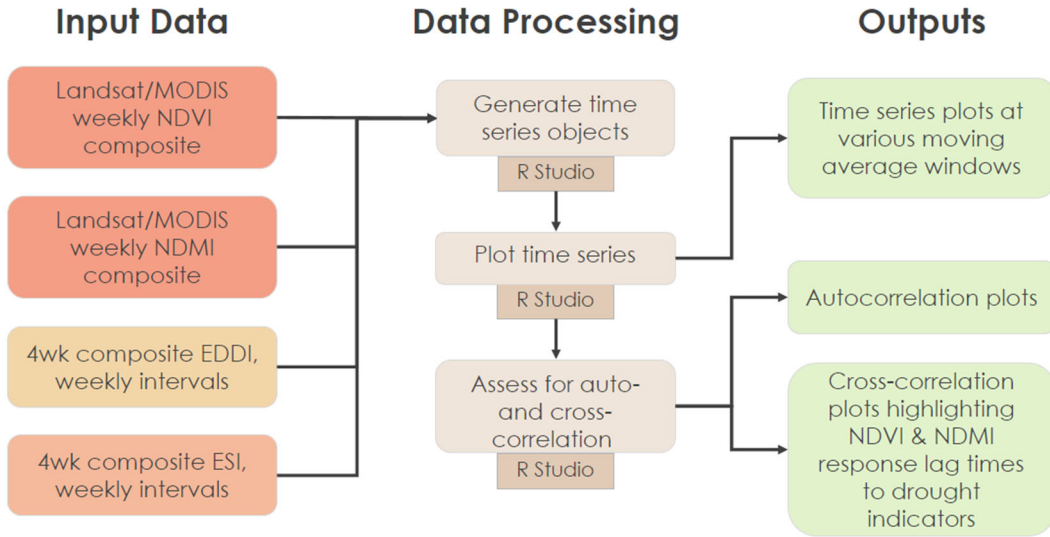 Input Data
Landsat/MODIS
weekly NDVI
composite
Landsat/MODIS
weekly NDMI
composite
4wk composite EDDI,
weekly intervals
4wk composite ESI,
weekly intervals
Data Processing
Generate time
series objects
R Studio
Plot time series
R Studio
Assess for auto-
and cross-
correlation
R Studio
Outputs
Time series plots at
various moving
average windows
Autocorrelation plots
Cross-correlation
plots highlighting
NDVI & NDMI
response lag times
to drought
indicators